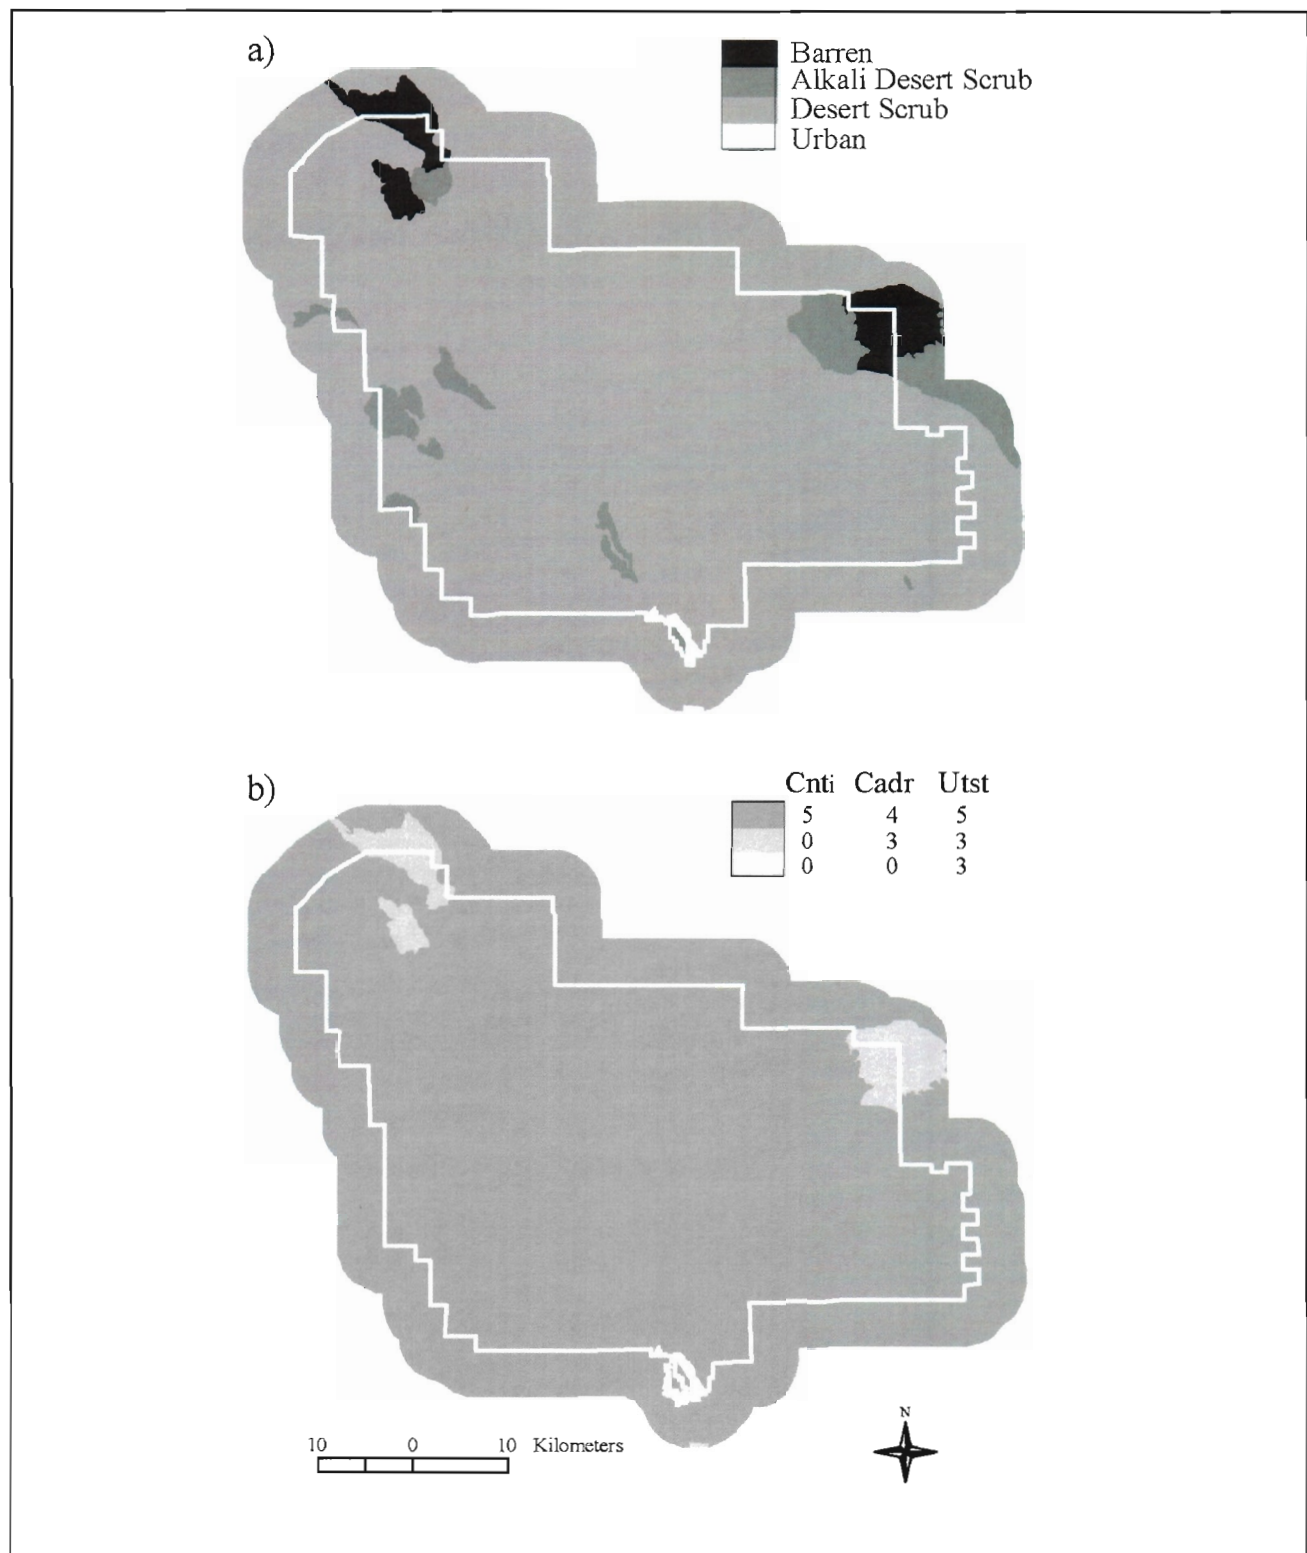 a)
Barren
Alkali Desert Scrub
Desert Scrub
Urban
b)
Cnti Cadr Utst
5 4 5
0 3 3
0 0 3
10 0 10 Kilometers
N